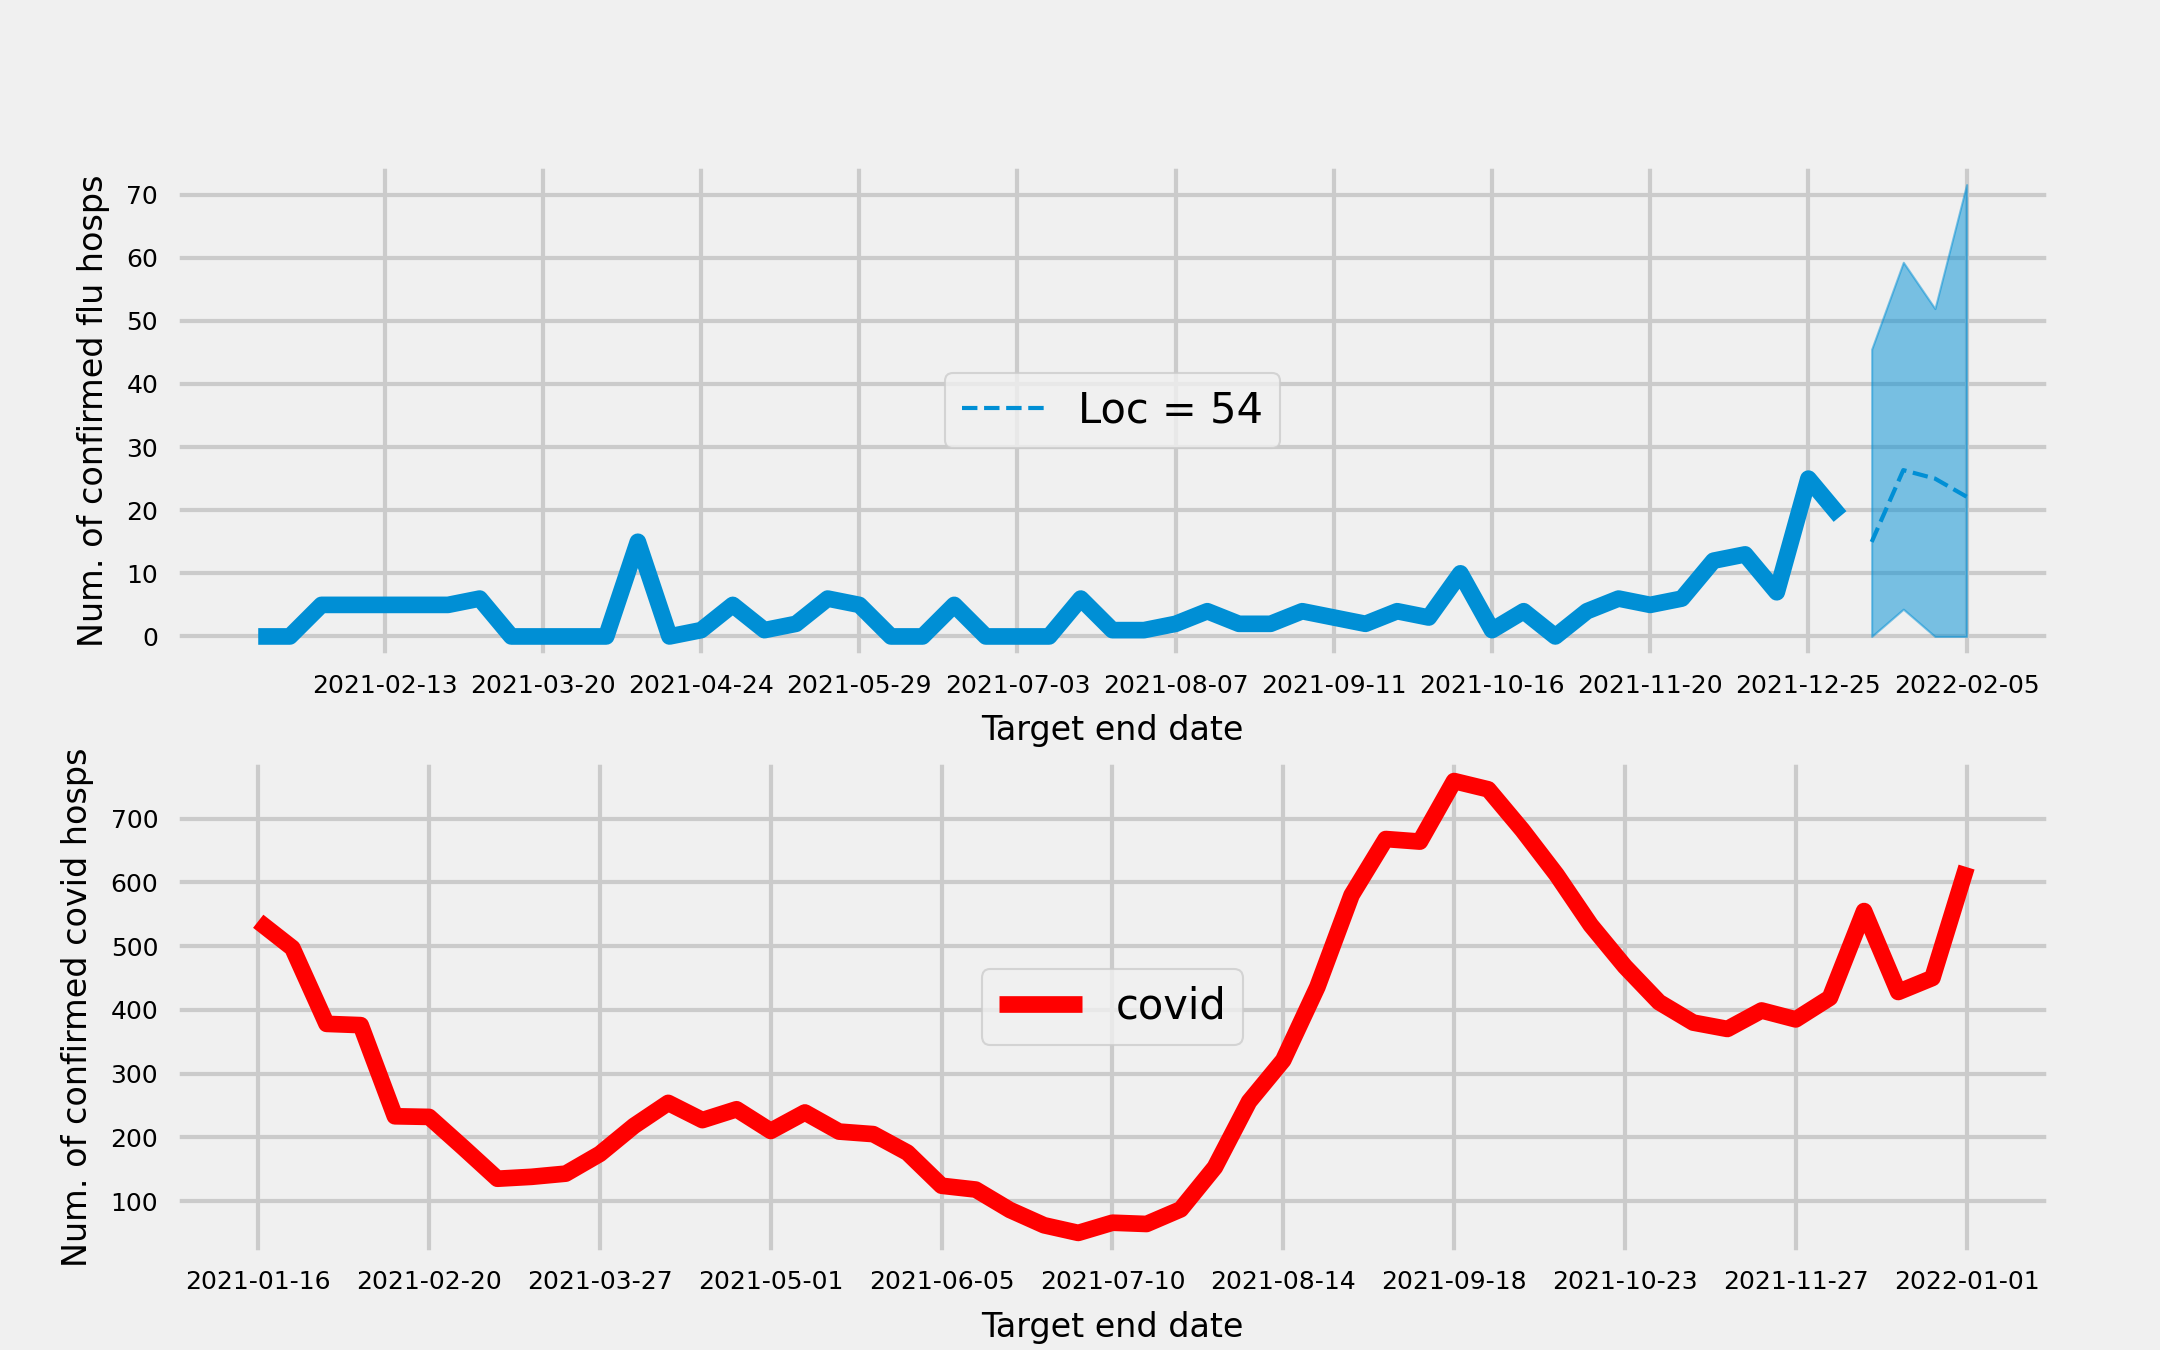 Num. of confirmed flu hosps
70
60
50
40
30
20
10
0
Loc = 54
2021-02-13 2021-03-20 2021-04-24 2021-05-29 2021-07-03 2021-08-07 2021-09-11 2021-10-16 2021-11-20 2021-12-25 2022-02-05
Target end date
Num. of confirmed covid hosps
700
600
500
400
300
200
100
covid
2021-01-16 2021-02-20 2021-03-27 2021-05-01 2021-06-05 2021-07-10 2021-08-14 2021-09-18 2021-10-23 2021-11-27 2022-01-01
Target end date